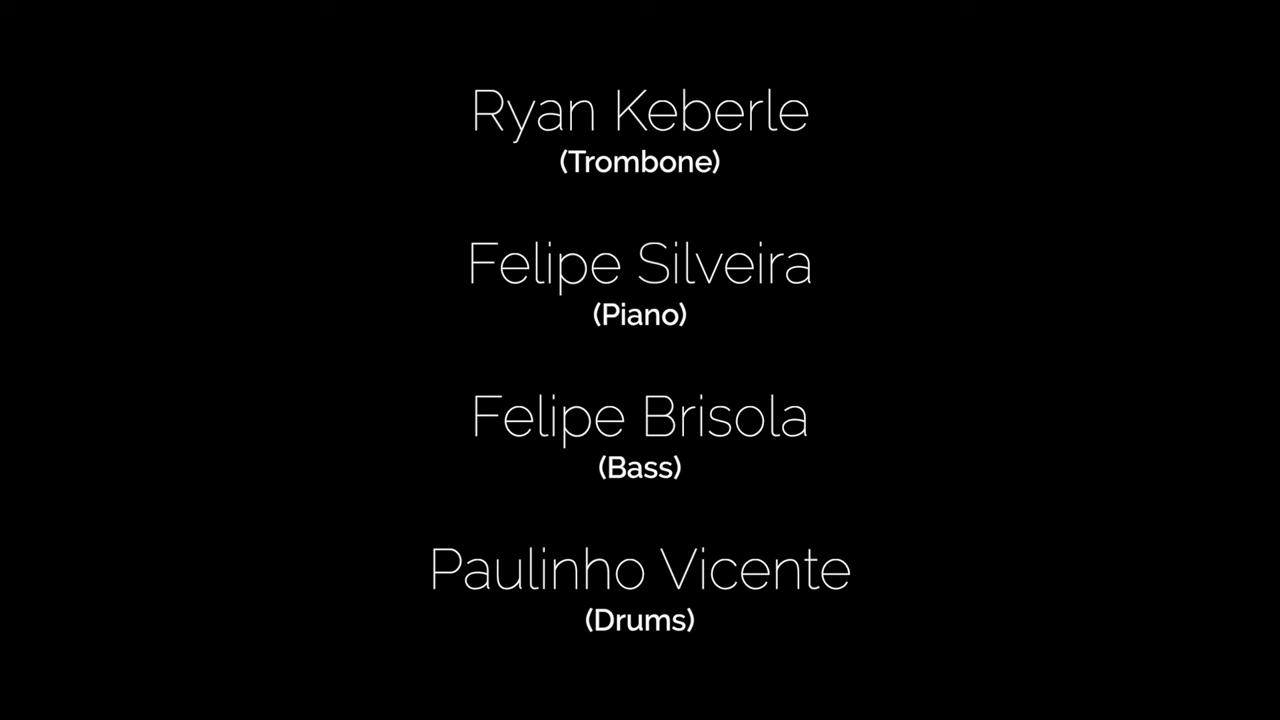 Ryan Keberle
(Trombone)
Felipe Silveira
(Piano)
Felipe Brisola
(Bass)
Paulinho Vicente
(Drums)